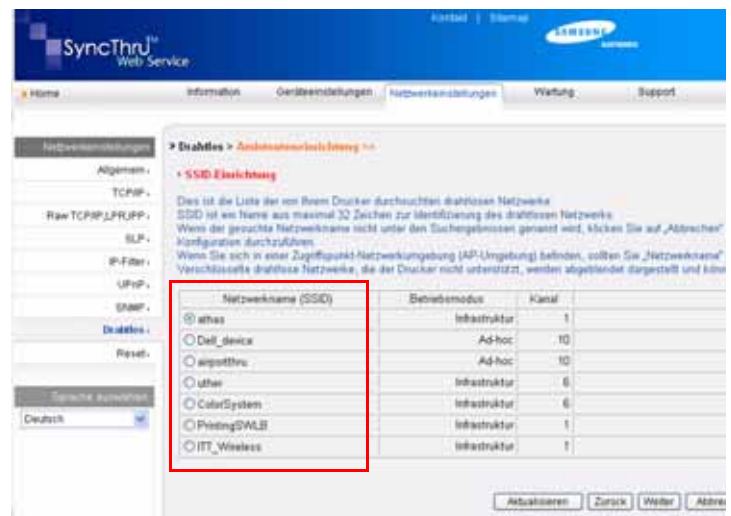 Kontakt | Sitemap
SyncThru™
Web Service
SAMSUNG
ELECTRONICS
Home
Information
Geräteeinstellungen
Netzwerkeinstellungen
Wartung
Support
Netzwerkeinstellungen
Allgemein
TCP/IP
Raw TCP/IP,LPR,IPP
SLP
IP-Filter
UPnP
SNMP
Drahtlos
Reset
Sprache auswählen
Deutsch
> Drahtlos > Assistenteneinrichtung >>
SSID-Einrichtung
Dies ist die Liste der von Ihrem Drucker durchsuchten drahtlosen Netzwerke
SSID ist ein Name aus maximal 32 Zeichen zur Identifizierung des drahtlosen Netzwerks.
Wenn der gesuchte Netzwerkname nicht unter den Suchergebnissen genannt wird, klicken Sie auf „Abbrechen"
Konfiguration durchzuführen.
Wenn Sie sich in einer Zugriffspunkt-Netzwerkumgebung (AP-Umgebung) befinden, sollten Sie „Netzwerkname"
Verschlüsselte drahtlose Netzwerke, die der Drucker nicht unterstützt, werden abgeblendet dargestellt und könn
Netzwerkname (SSID) Betriebsmodus Kanal
athas Infrastruktur 1
Dell_device Ad-hoc 10
airportthru Ad-hoc 10
uther Infrastruktur 6
ColorSystem Infrastruktur 6
PrintingSWLB Infrastruktur 1
ITT_Wireless Infrastruktur 1
Aktualisieren Zurück Weiter Abbre